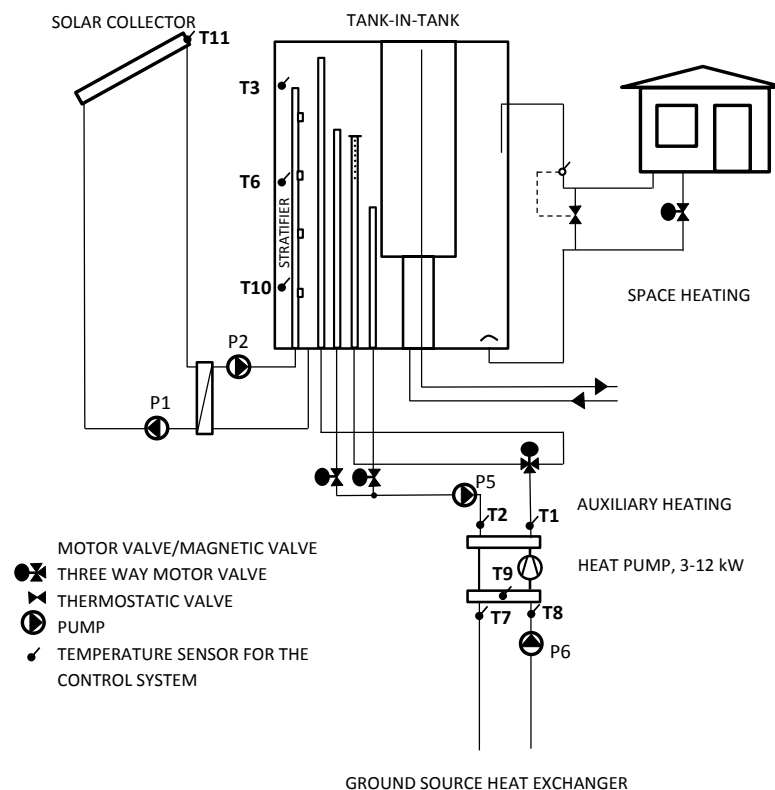 SOLAR COLLECTOR
TANK-IN-TANK
T11
T3
T6
STRATIFIER
T10
SPACE HEATING
P2
P1
P5
AUXILIARY HEATING
T2
T1
MOTOR VALVE/MAGNETIC VALVE
HEAT PUMP, 3-12 kW
THREE WAY MOTOR VALVE
T9
THERMOSTATIC VALVE
T7
T8
PUMP
P6
TEMPERATURE SENSOR FOR THE
CONTROL SYSTEM
GROUND SOURCE HEAT EXCHANGER